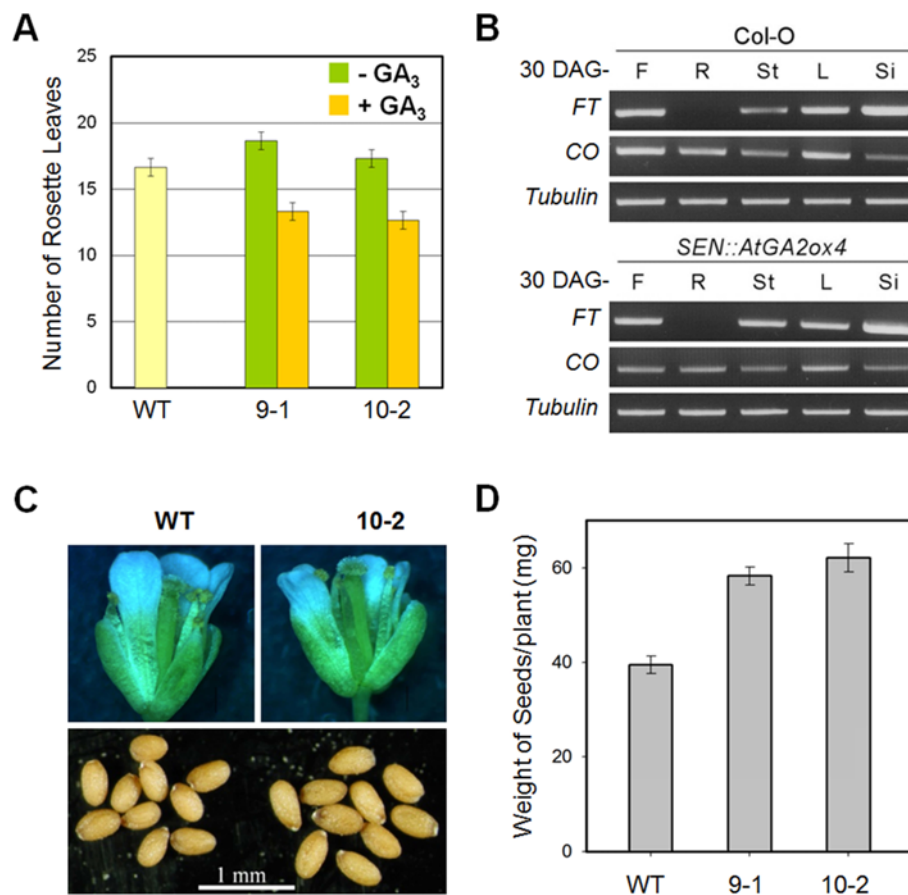 A
Number of Rosette Leaves
25
20
15
10
5
0
- GA3
+ GA3
WT 9-1 10-2
B
Col-O
30 DAG- F R St L Si
FT
CO
Tubulin
SEN::AtGA2ox4
30 DAG- F R St L Si
FT
CO
Tubulin
C
WT 10-2
1 mm
D
Weight of Seeds/plant (mg)
60
40
20
0
WT 9-1 10-2